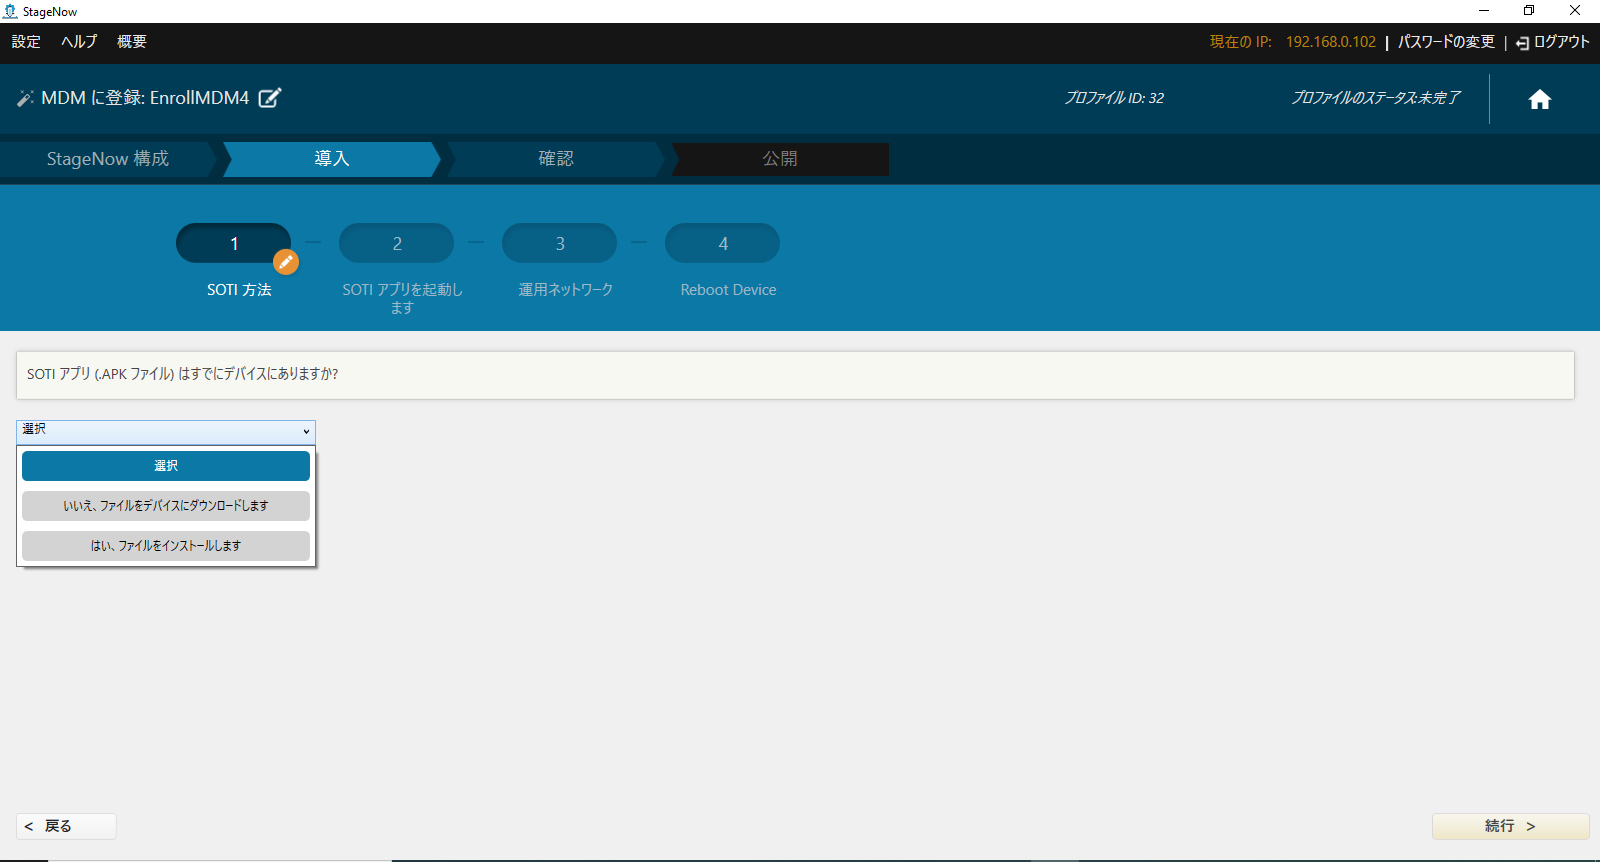 StageNow
設定 ヘルプ 概要 現在の IP: 192.168.0.102 | パスワードの変更 | ログアウト
MDM に登録: EnrollMDM4 プロファイル ID: 32 プロファイルのステータス:未完了
StageNow 構成 導入 確認 公開
1 2 3 4
SOTI 方法 SOTI アプリを起動し 運用ネットワーク Reboot Device
ます
SOTI アプリ (.APK ファイル) はすでにデバイスにありますか?
選択
選択
いいえ、ファイルをデバイスにダウンロードします
はい、ファイルをインストールします
< 戻る 続行 >